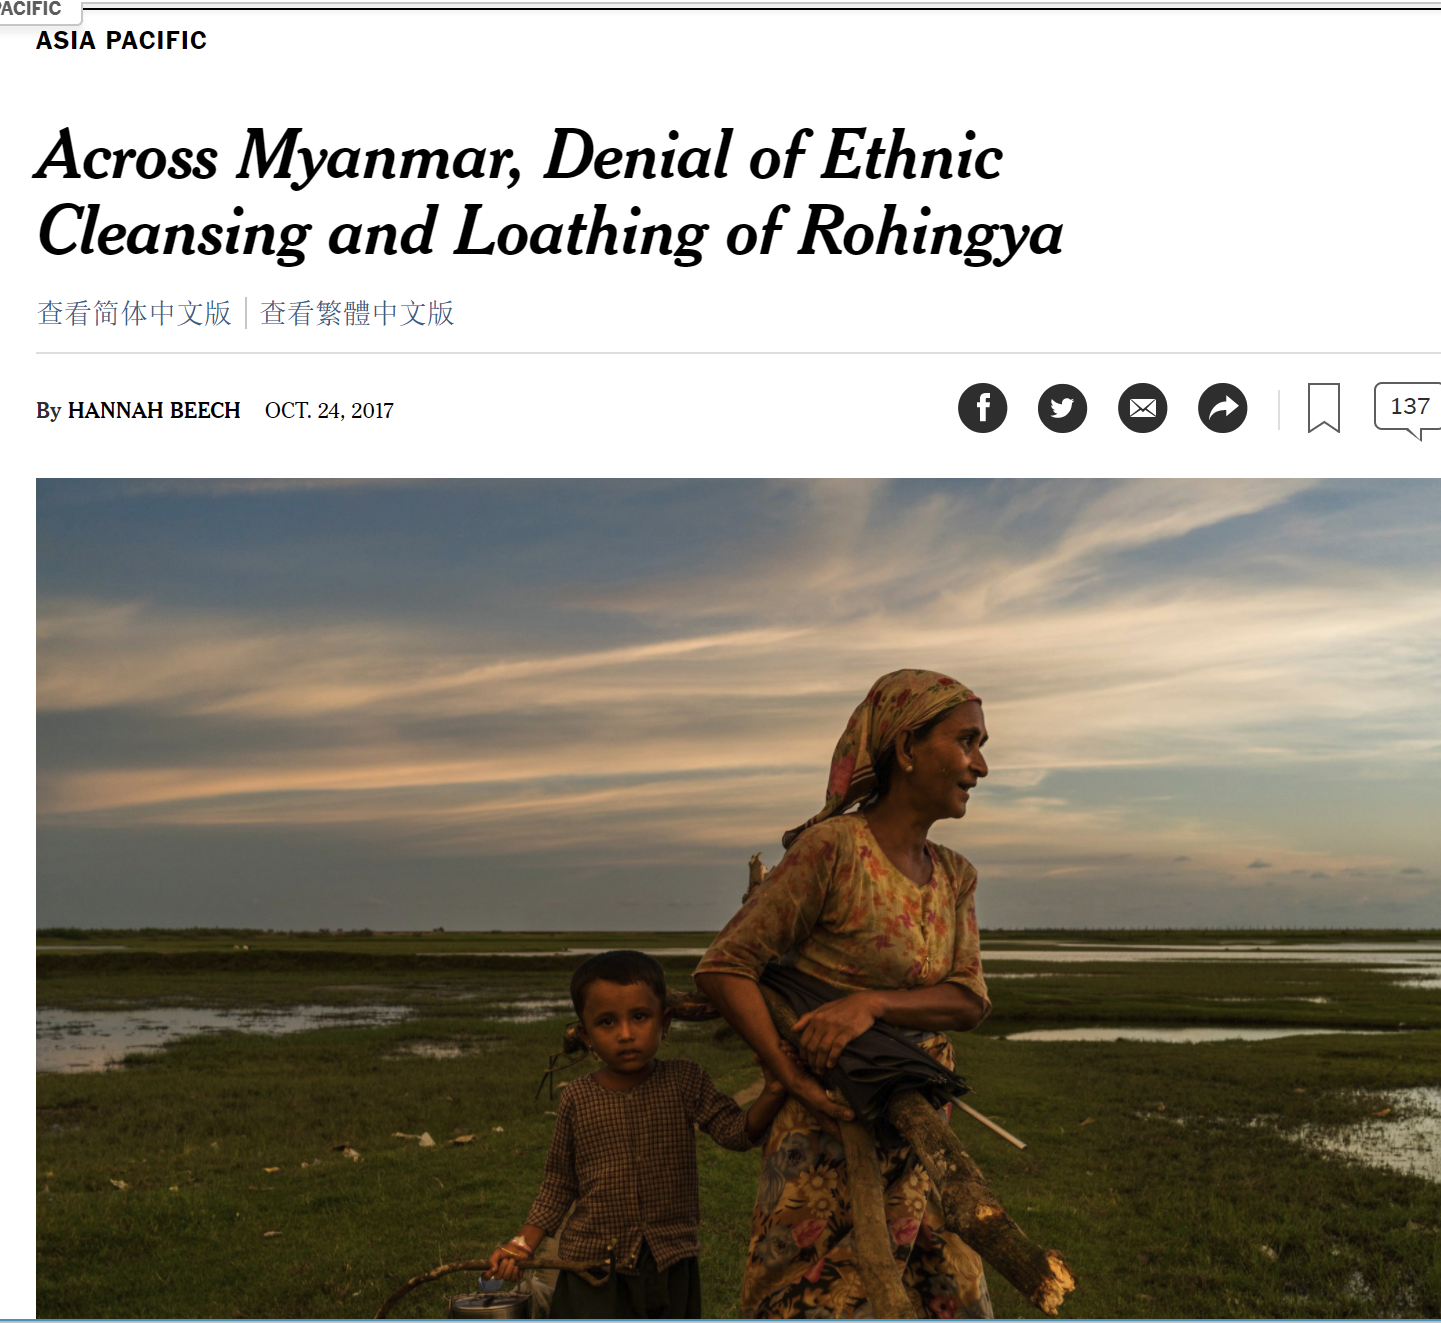 PACIFIC
ASIA PACIFIC
Across Myanmar, Denial of Ethnic
Cleansing and Loathing of Rohingya
查看简体中文版 | 查看繁體中文版
By HANNAH BEECH OCT. 24, 2017
137